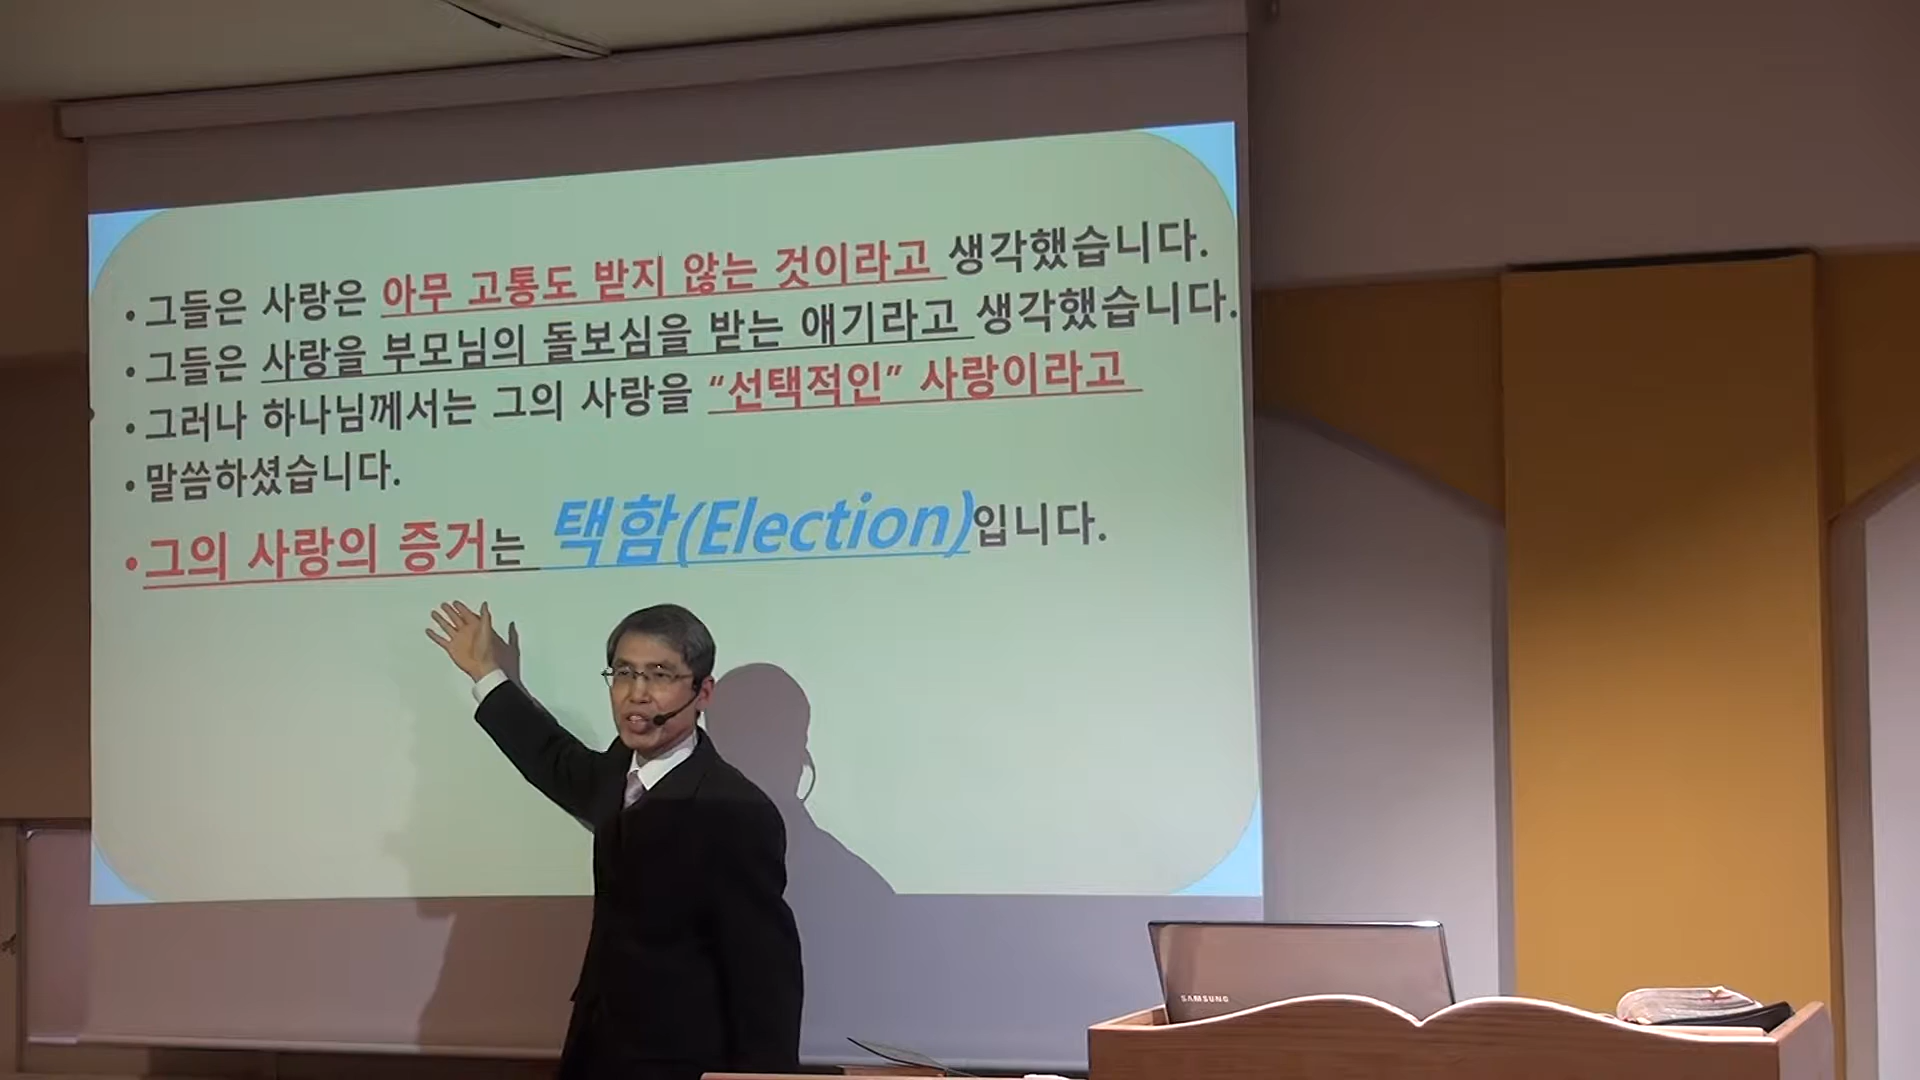 • 그들은 사랑은 아무 고통도 받지 않는 것이라고 생각했습니다.
• 그들은 사랑을 부모님의 돌보심을 받는 얘기라고 생각했습니다.
• 그러나 하나님께서는 그의 사랑을 “선택적인” 사랑이라고
• 말씀하셨습니다.
• 그의 사랑의 증거는 택함(Election)입니다.
SAMSUNG